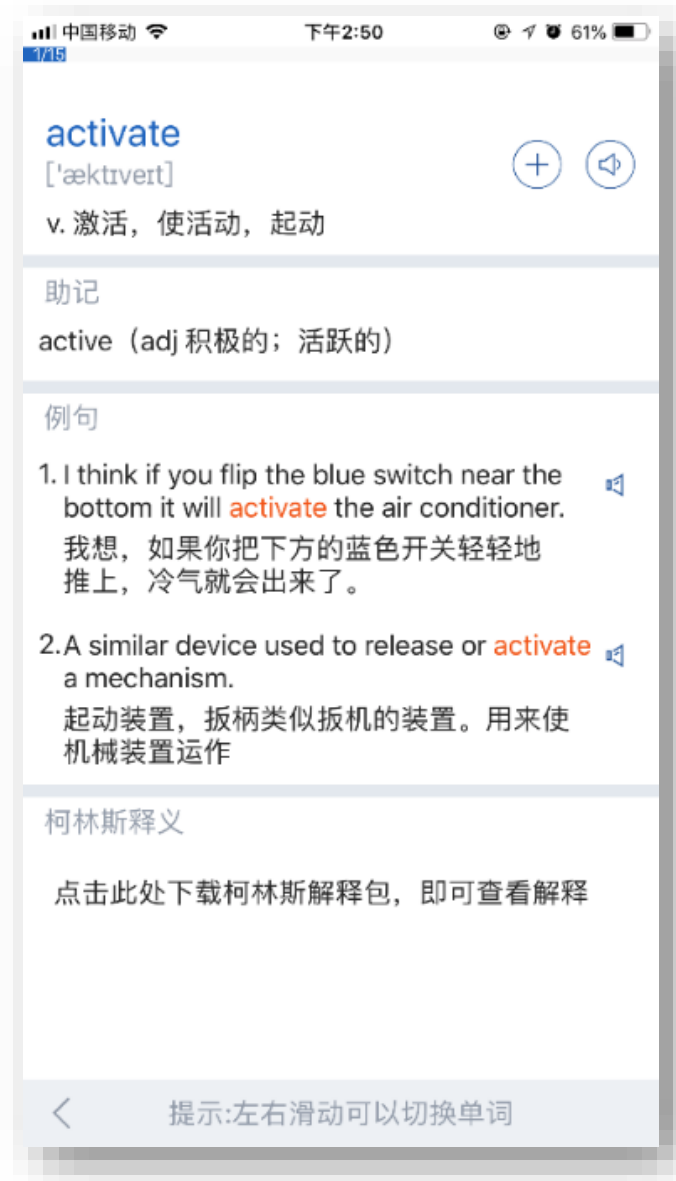 中国移动 下午2:50 61%
1/15
activate
['æktɪveɪt]
v. 激活，使活动，起动
助记
active（adj 积极的；活跃的）
例句
1. I think if you flip the blue switch near the
bottom it will activate the air conditioner.
我想，如果你把下方的蓝色开关轻轻地
推上，冷气就会出来了。
2. A similar device used to release or activate
a mechanism.
起动装置，扳柄类似扳机的装置。用来使
机械装置运作
柯林斯释义
点击此处下载柯林斯解释包，即可查看解释
提示:左右滑动可以切换单词